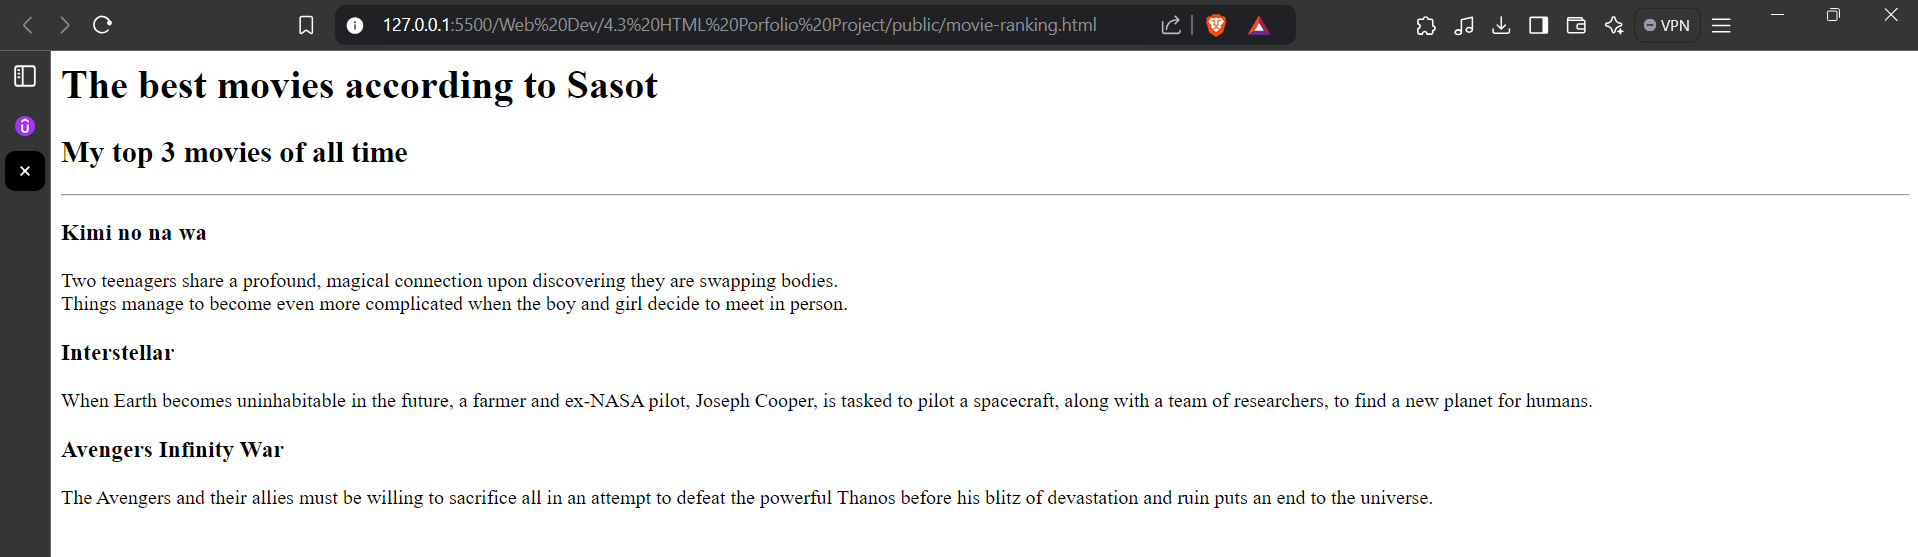 127.0.0.1:5500/Web%20Dev/4.3%20HTML%20Porfolio%20Project/public/movie-ranking.html
VPN
The best movies according to Sasot
My top 3 movies of all time
Kimi no na wa
Two teenagers share a profound, magical connection upon discovering they are swapping bodies.
Things manage to become even more complicated when the boy and girl decide to meet in person.
Interstellar
When Earth becomes uninhabitable in the future, a farmer and ex-NASA pilot, Joseph Cooper, is tasked to pilot a spacecraft, along with a team of researchers, to find a new planet for humans.
Avengers Infinity War
The Avengers and their allies must be willing to sacrifice all in an attempt to defeat the powerful Thanos before his blitz of devastation and ruin puts an end to the universe.